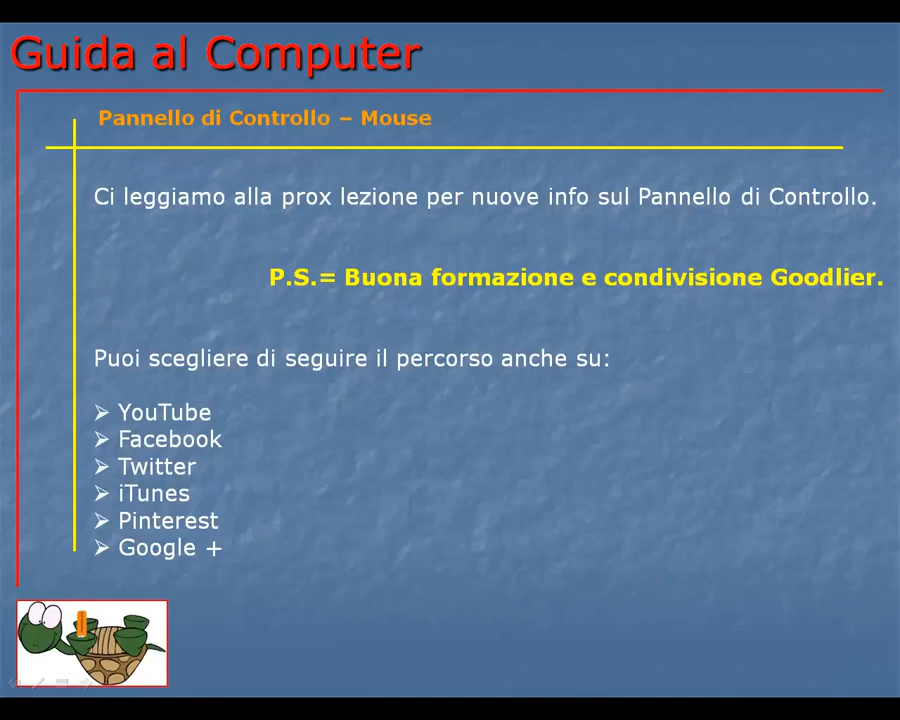 Guida al Computer
Pannello di Controllo – Mouse
Ci leggiamo alla prox lezione per nuove info sul Pannello di Controllo.
P.S.= Buona formazione e condivisione Goodlier.
Puoi scegliere di seguire il percorso anche su:
➢ YouTube
➢ Facebook
➢ Twitter
➢ iTunes
➢ Pinterest
➢ Google +